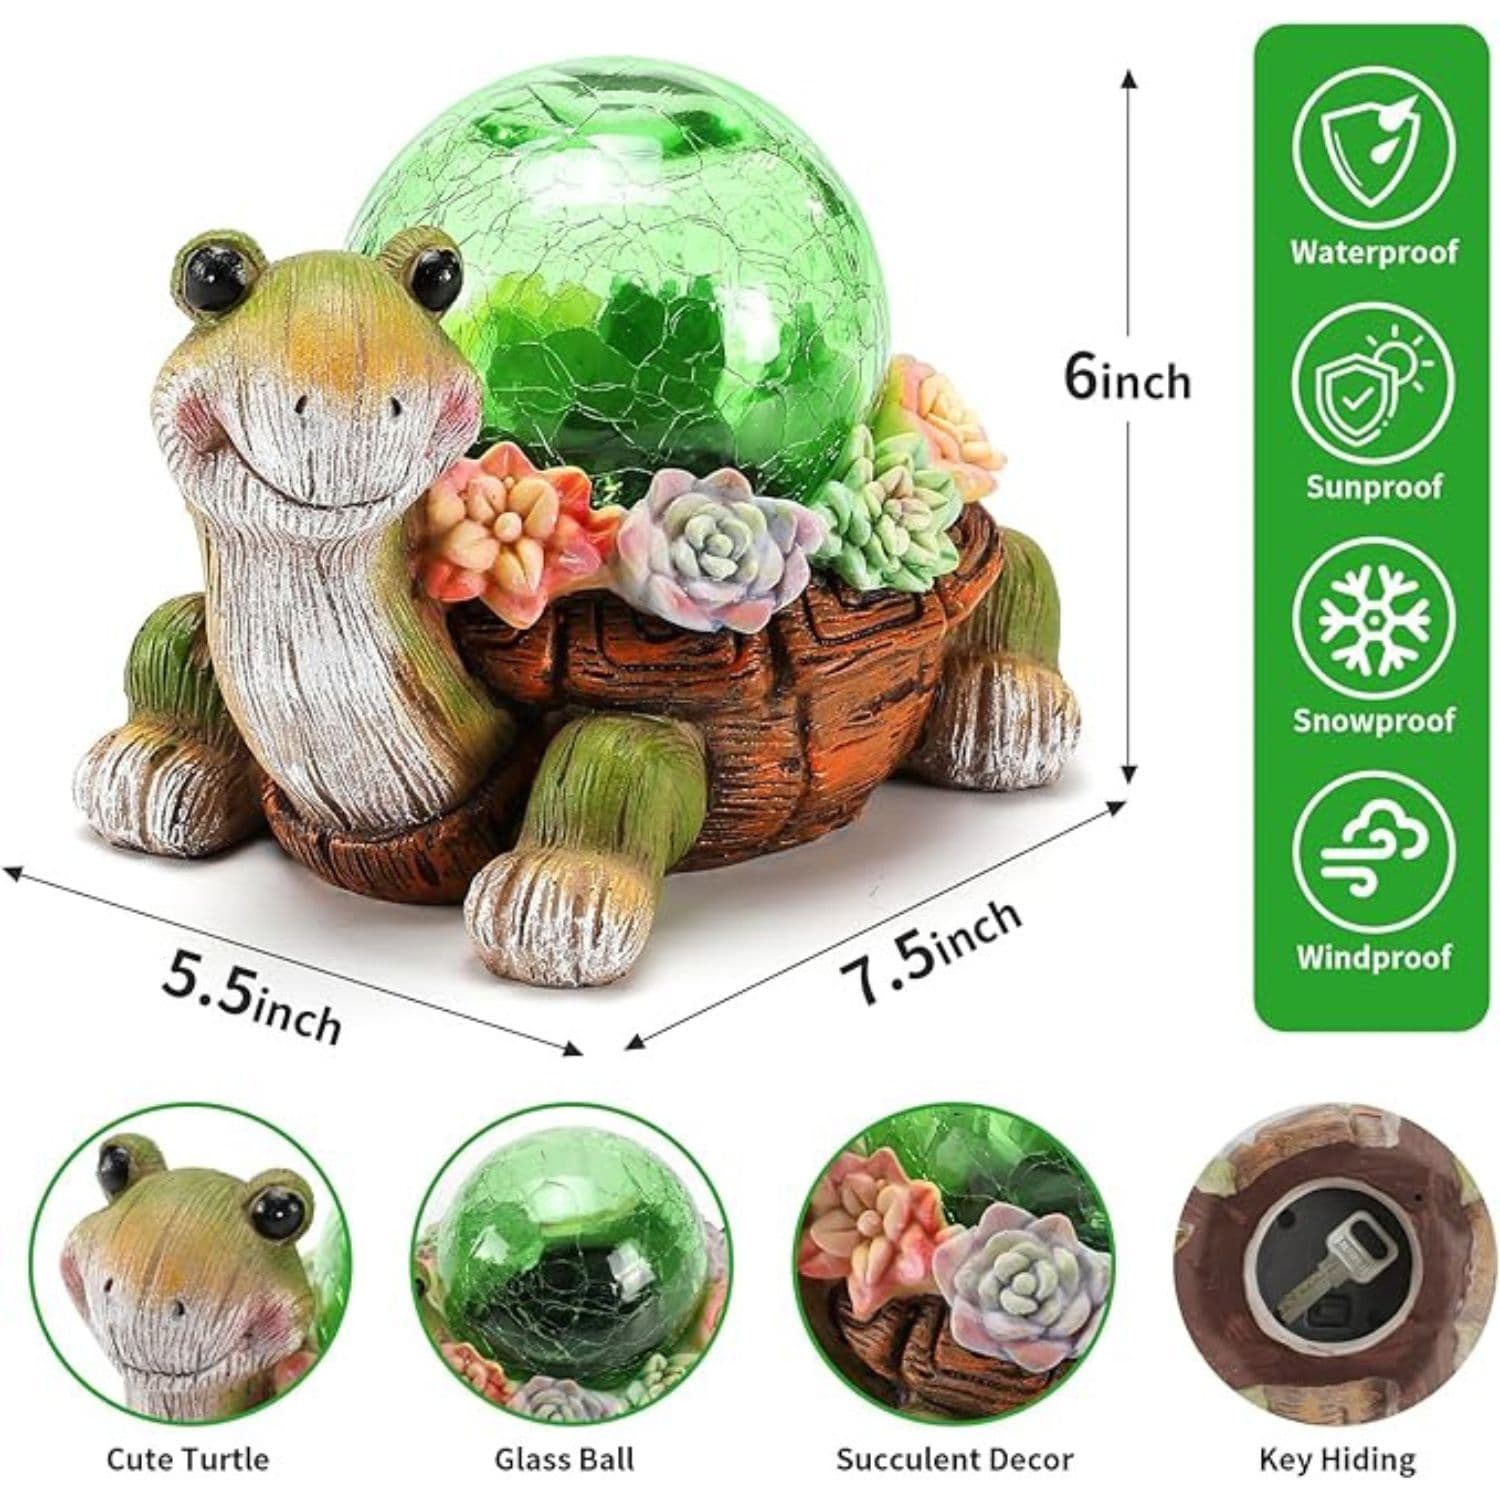 Waterproof
6inch
Sunproof
Snowproof
Windproof
5.5inch
7.5inch
Cute Turtle
Glass Ball
Succulent Decor
Key Hiding